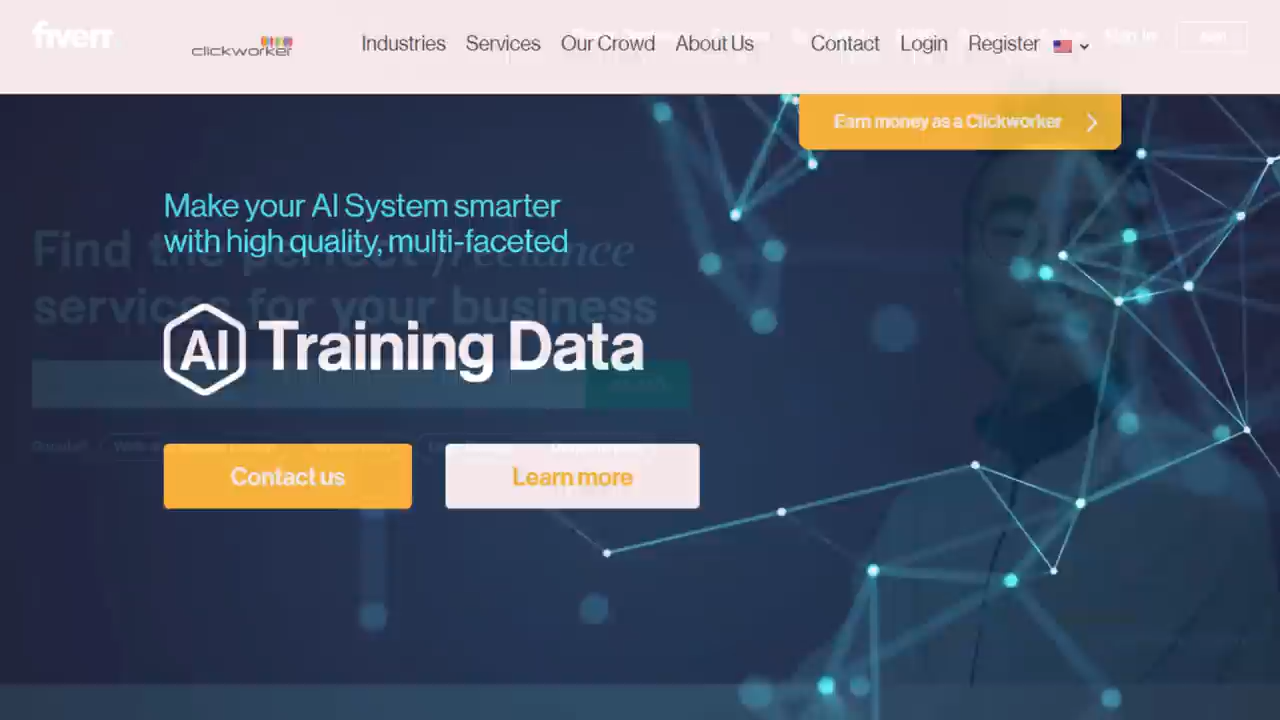 fiverr
clickworker
Industries Services Our Crowd About Us Contact Login Register
Sign In
Earn money as a Clickworker
Make your AI System smarter
with high quality, multi-faceted
Find the perfect freelance
services for your business
AI Training Data
Contact us Learn more